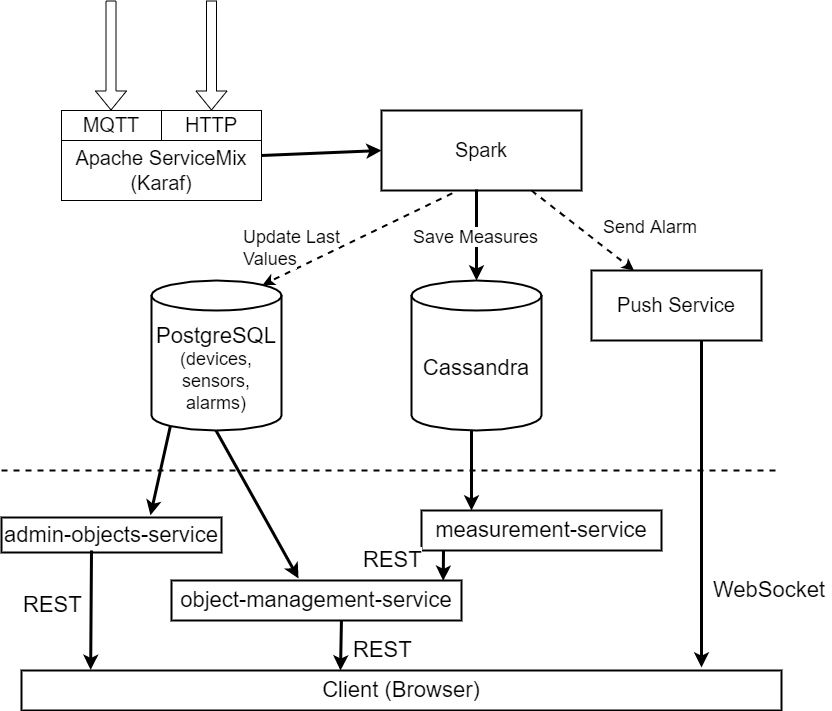 MQTT
HTTP
Apache ServiceMix
(Karaf)
Spark
Update Last
Values
Save Measures
Send Alarm
PostgreSQL
(devices,
sensors,
alarms)
Cassandra
Push Service
admin-objects-service
measurement-service
REST
object-management-service
REST
WebSocket
REST
Client (Browser)